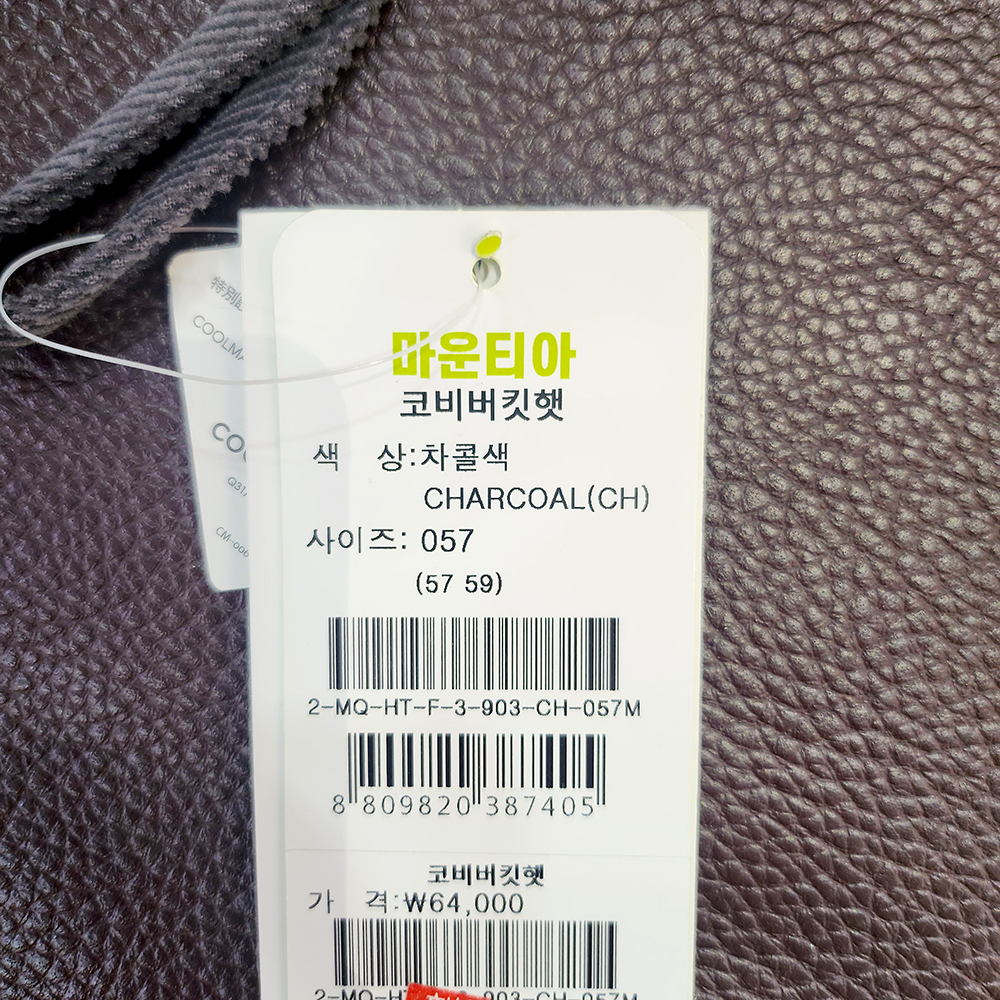 마운티아
코비버킷햇
색 상:차콜색
CHARCOAL(CH)
사이즈: 057
(57 59)
2-MQ-HT-F-3-903-CH-057M
8 809820 387405
코비버킷햇
가 격:₩64,000
特別